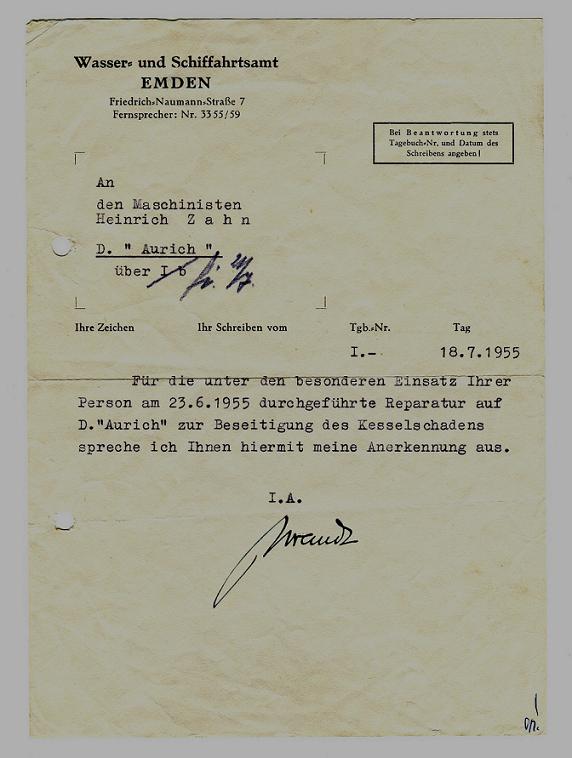 Wasser- und Schiffahrtsamt
EMDEN
Friedrich-Naumann-Straße 7
Fernsprecher: Nr. 3355/59
Bei Beantwortung stets
Tagebuch-Nr. und Datum des
Schreibens angeben!
An
den Maschinisten
Heinrich Z a h n
D. " Aurich "
über I b
Ihre Zeichen Ihr Schreiben vom Tgb.-Nr. Tag
I.- 18.7.1955
Für die unter den besonderen Einsatz Ihrer
Person am 23.6.1955 durchgeführte Reparatur auf
D."Aurich" zur Beseitigung des Kesselschadens
spreche ich Ihnen hiermit meine Anerkennung aus.
I.A.